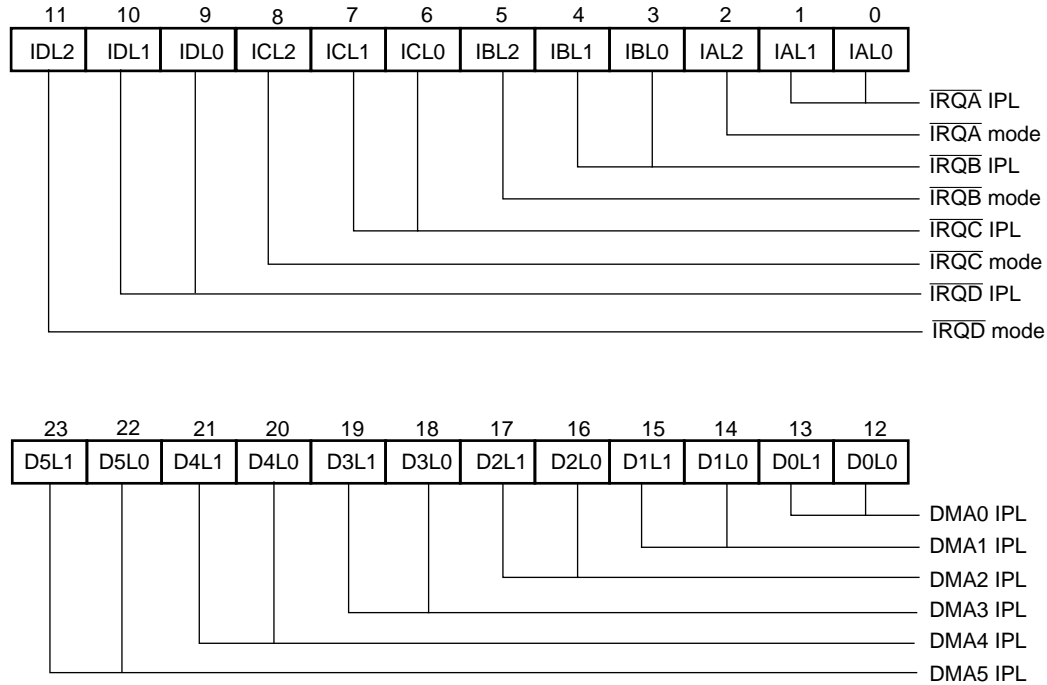 11 10 9 8 7 6 5 4 3 2 1 0
IDL2 IDL1 IDL0 ICL2 ICL1 ICL0 IBL2 IBL1 IBL0 IAL2 IAL1 IAL0
IRQA IPL
IRQA mode
IRQB IPL
IRQB mode
IRQC IPL
IRQC mode
IRQD IPL
IRQD mode
23 22 21 20 19 18 17 16 15 14 13 12
D5L1 D5L0 D4L1 D4L0 D3L1 D3L0 D2L1 D2L0 D1L1 D1L0 D0L1 D0L0
DMA0 IPL
DMA1 IPL
DMA2 IPL
DMA3 IPL
DMA4 IPL
DMA5 IPL